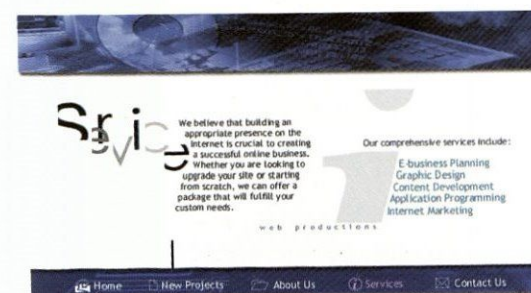 Service
We believe that building an
appropriate presence on the
internet is crucial to creating
a successful online business.
Whether you are looking to
upgrade your site or starting
from scratch, we can offer a
package that will fulfill your
custom needs.
Our comprehensive services include:
E-business Planning
Graphic Design
Content Development
Application Programming
Internet Marketing
i
web productions
Home New Projects About Us Services Contact Us